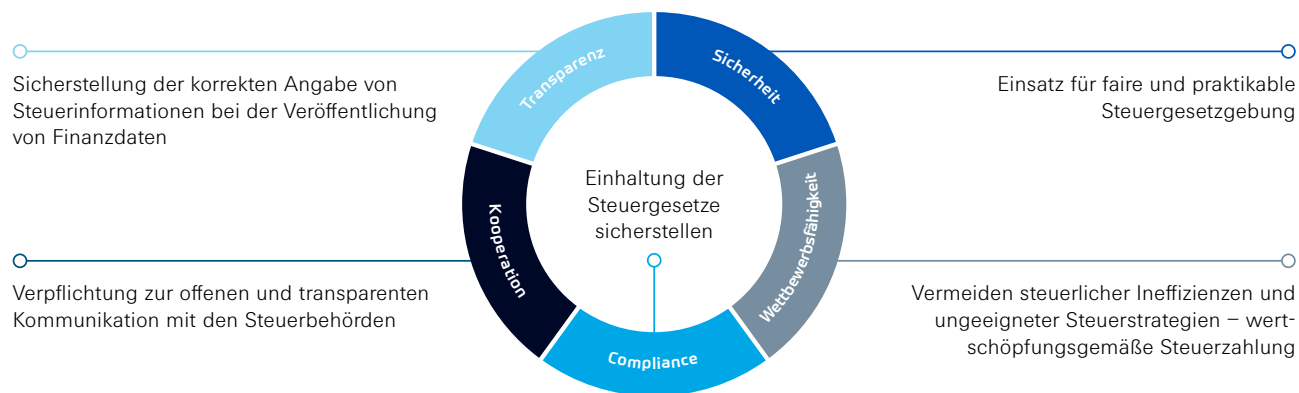 Transparenz
Sicherheit
Sicherstellung der korrekten Angabe von
Steuerinformationen bei der Veröffentlichung
von Finanzdaten
Einsatz für faire und praktikable
Steuergesetzgebung
Einhaltung der
Steuergesetze
sicherstellen
Kooperation
Wettbewerbsfähigkeit
Verpflichtung zur offenen und transparenten
Kommunikation mit den Steuerbehörden
Vermeiden steuerlicher Ineffizienzen und
ungeeigneter Steuerstrategien – wert-
schöpfungsgemäße Steuerzahlung
Compliance